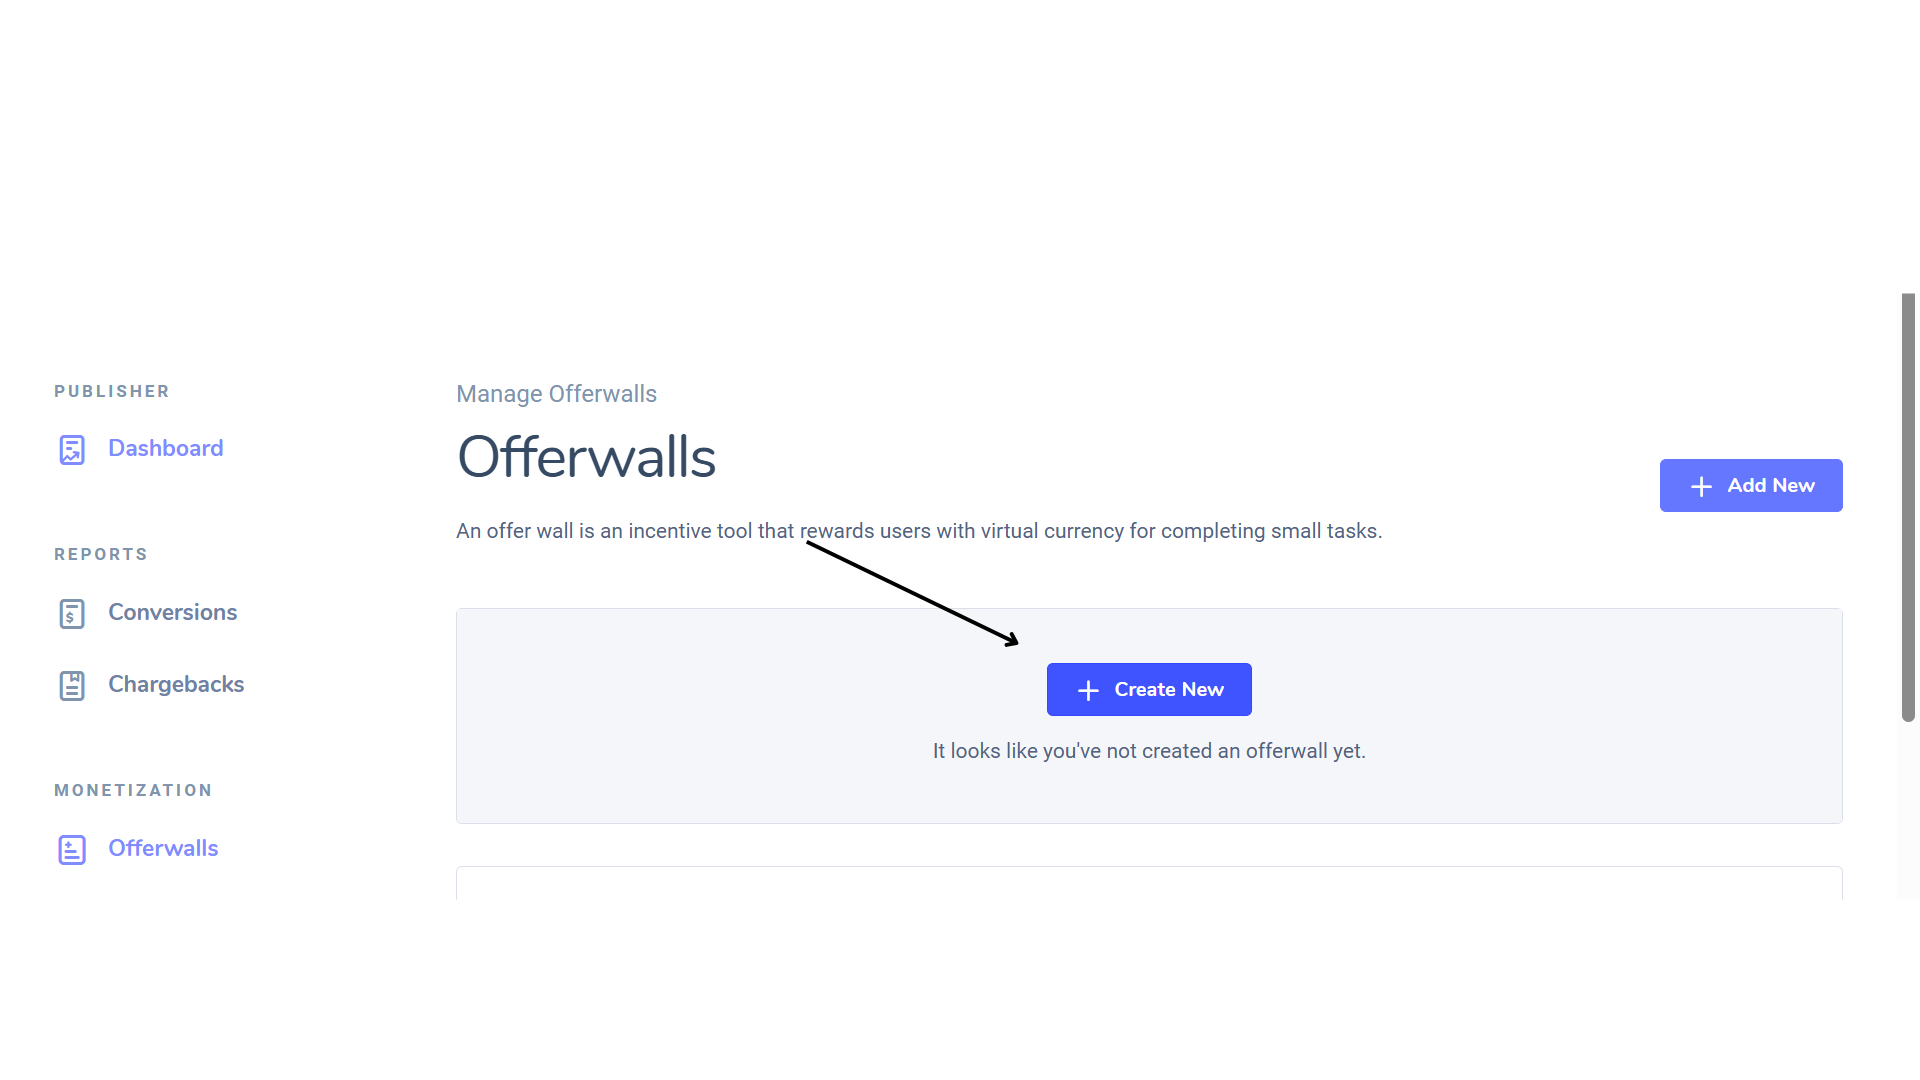 PUBLISHER
Dashboard
REPORTS
Conversions
Chargebacks
MONETIZATION
Offerwalls
Manage Offerwalls
Offerwalls
Add New
An offer wall is an incentive tool that rewards users with virtual currency for completing small tasks.
Create New
It looks like you've not created an offerwall yet.